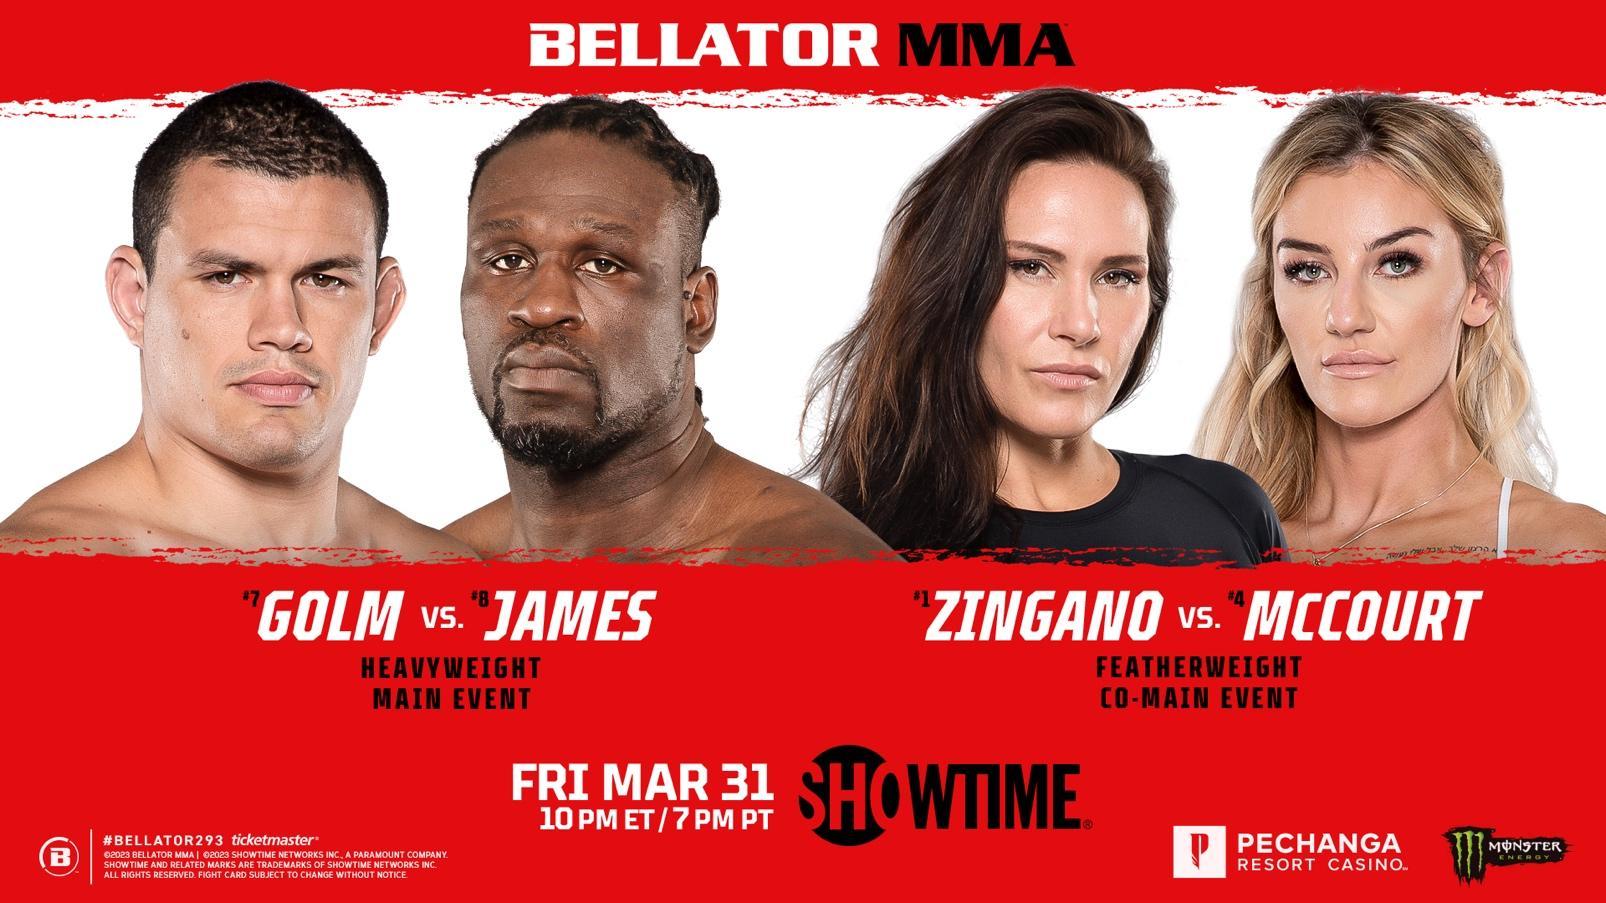 BELLATOR MMA
#7 GOLM VS. #8 JAMES
HEAVYWEIGHT
MAIN EVENT
#1 ZINGANO VS. #4 MCCOURT
FEATHERWEIGHT
CO-MAIN EVENT
FRI MAR 31
10 PM ET / 7 PM PT
SHOWTIME®
B
#BELLATOR293 ticketmaster®
©2023 BELLATOR MMA | ©2023 SHOWTIME NETWORKS INC., A PARAMOUNT COMPANY.
SHOWTIME AND RELATED MARKS ARE TRADEMARKS OF SHOWTIME NETWORKS INC.
ALL RIGHTS RESERVED. FIGHT CARD SUBJECT TO CHANGE WITHOUT NOTICE.
PECHANGA
RESORT CASINO
MONSTER
ENERGY